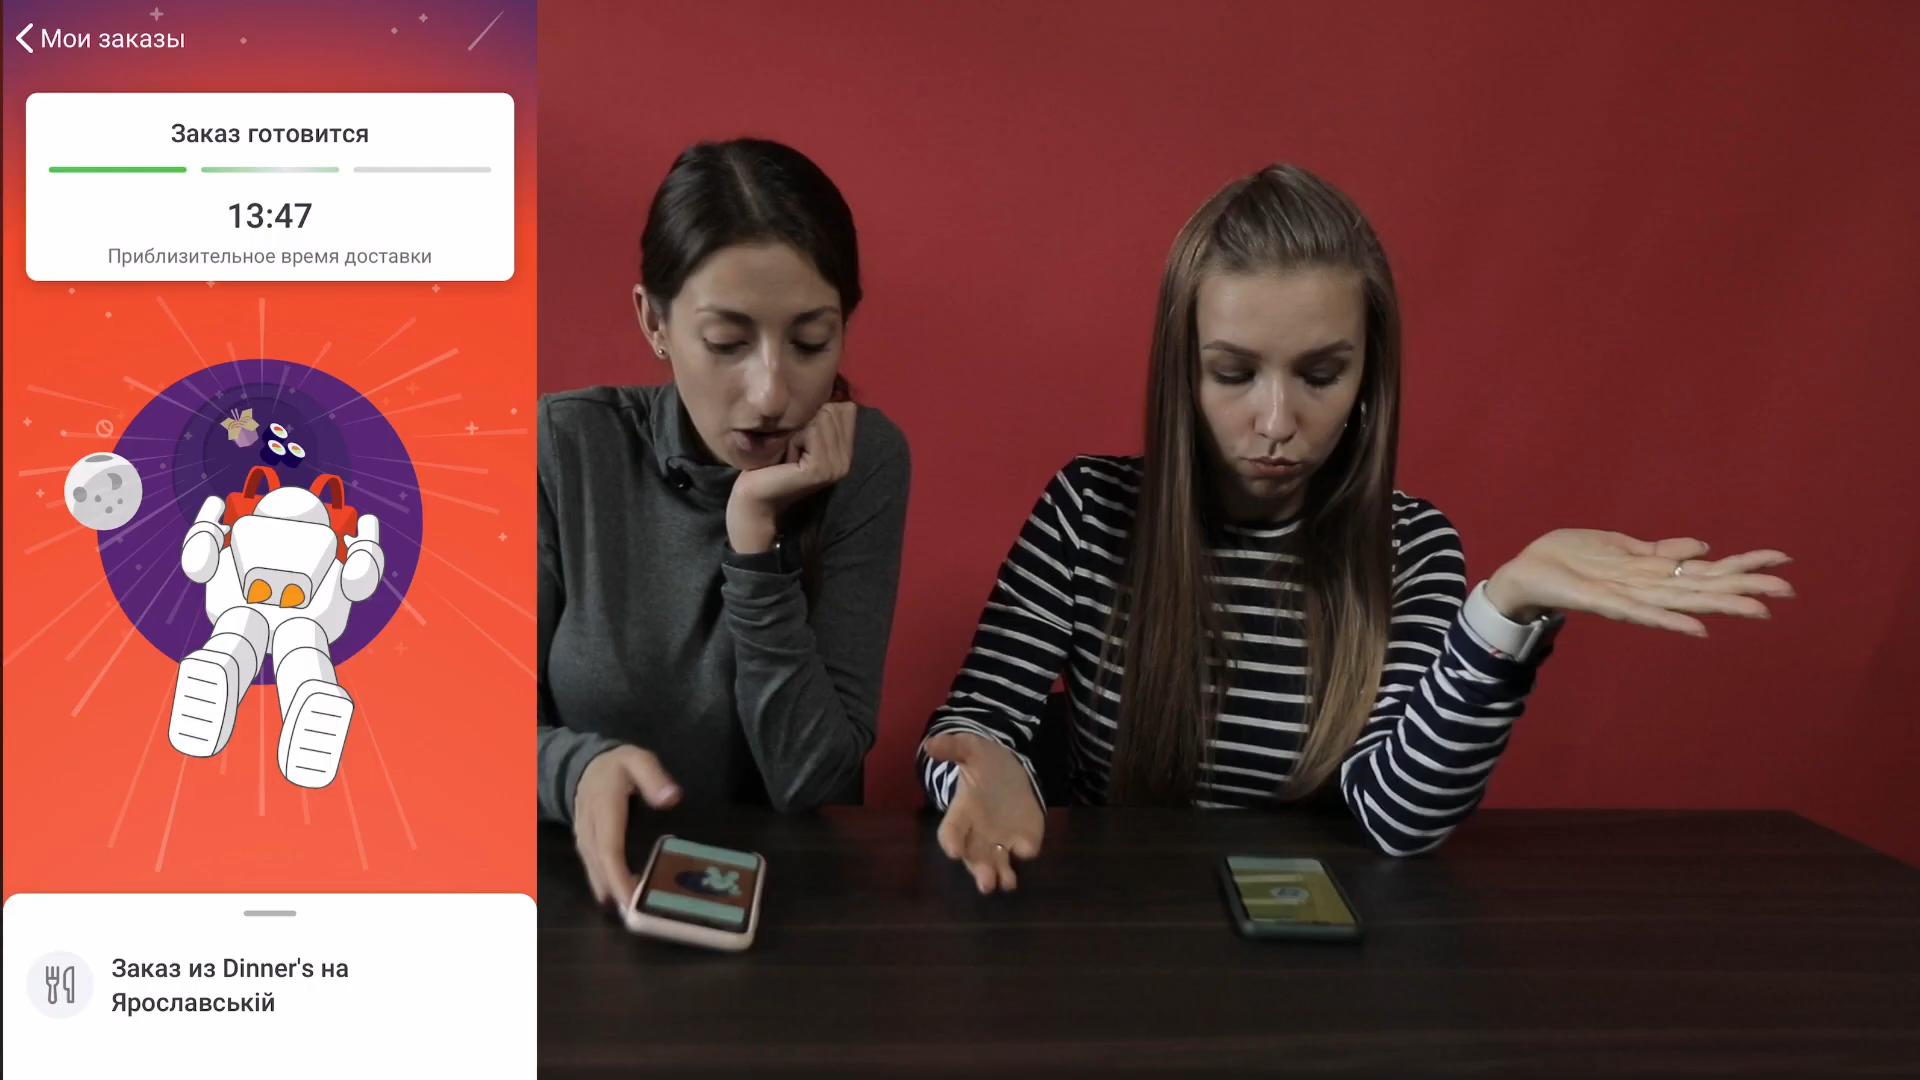 Мои заказы
Заказ готовится
13:47
Приблизительное время доставки
Заказ из Dinner's на
Ярославській